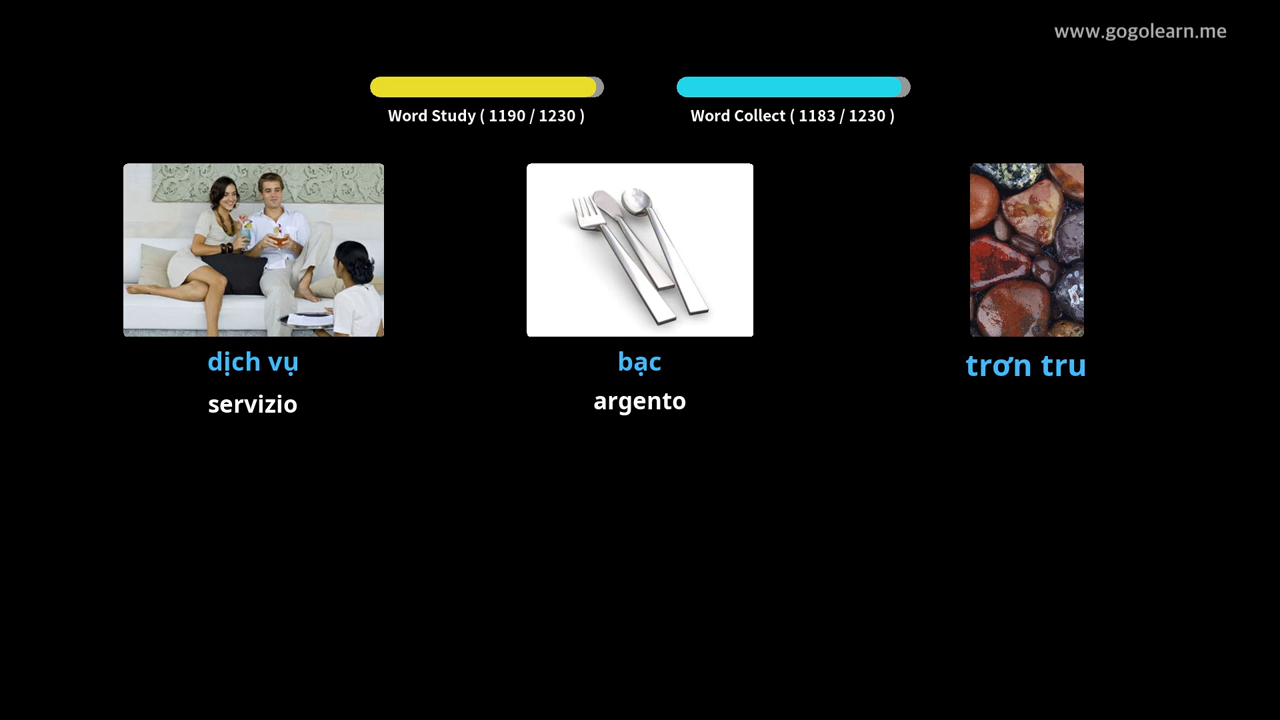 www.gogolearn.me
Word Study ( 1190 / 1230 )
Word Collect ( 1183 / 1230 )
dịch vụ
servizio
bạc
argento
trơn tru